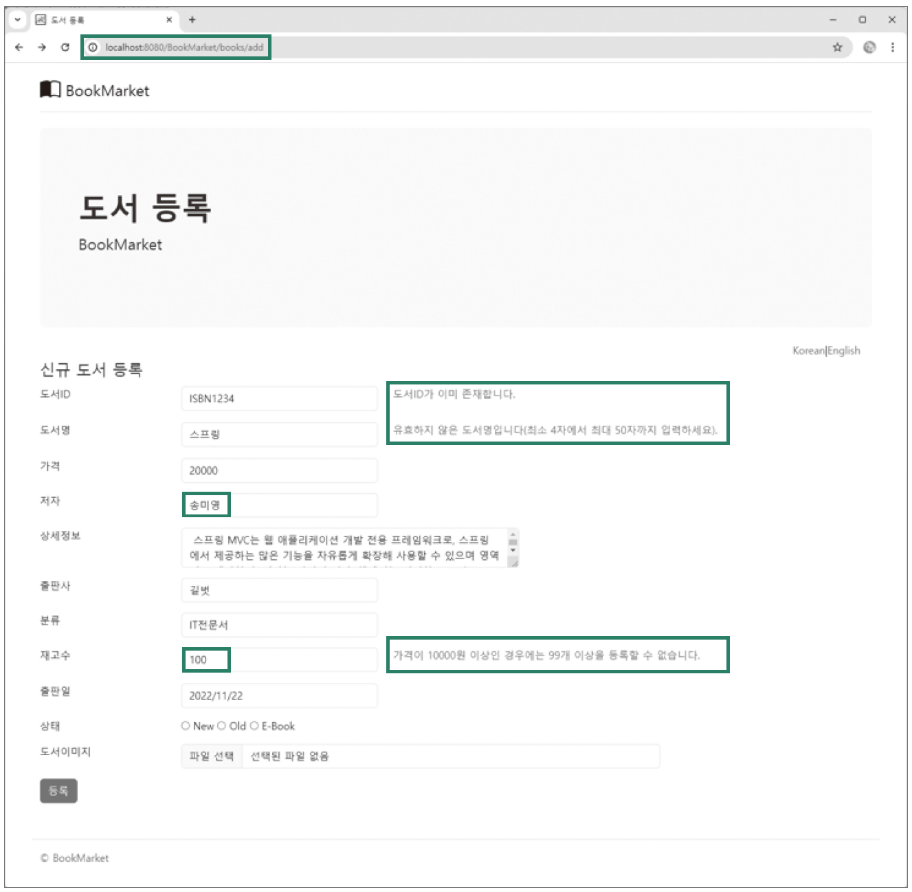 도서 등록
localhost:8080/BookMarket/books/add
BookMarket
도서 등록
BookMarket
Korean|English
신규 도서 등록
도서ID ISBN1234 도서ID가 이미 존재합니다.
도서명 스프링 유효하지 않은 도서명입니다(최소 4자에서 최대 50자까지 입력하세요).
가격 20000
저자 송미영
상세정보 스프링 MVC는 웹 애플리케이션 개발 전용 프레임워크로, 스프링
에서 제공하는 많은 기능을 자유롭게 확장해 사용할 수 있으며 영역
출판사 길벗
분류 IT전문서
재고수 100 가격이 10000원 이상인 경우에는 99개 이상을 등록할 수 없습니다.
출판일 2022/11/22
상태 New Old E-Book
도서이미지 파일 선택 선택된 파일 없음
등록
© BookMarket